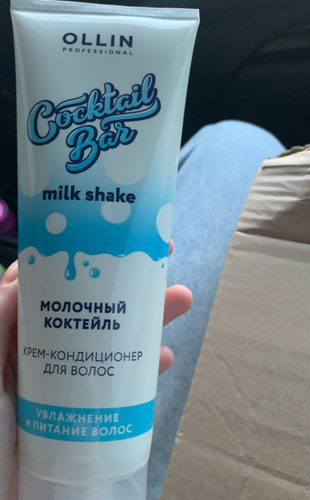 OLLIN
PROFESSIONAL
Cocktail
Bar
milk shake
МОЛОЧНЫЙ
КОКТЕЙЛЬ
КРЕМ-КОНДИЦИОНЕР
ДЛЯ ВОЛОС
УВЛАЖНЕНИЕ
И ПИТАНИЕ ВОЛОС